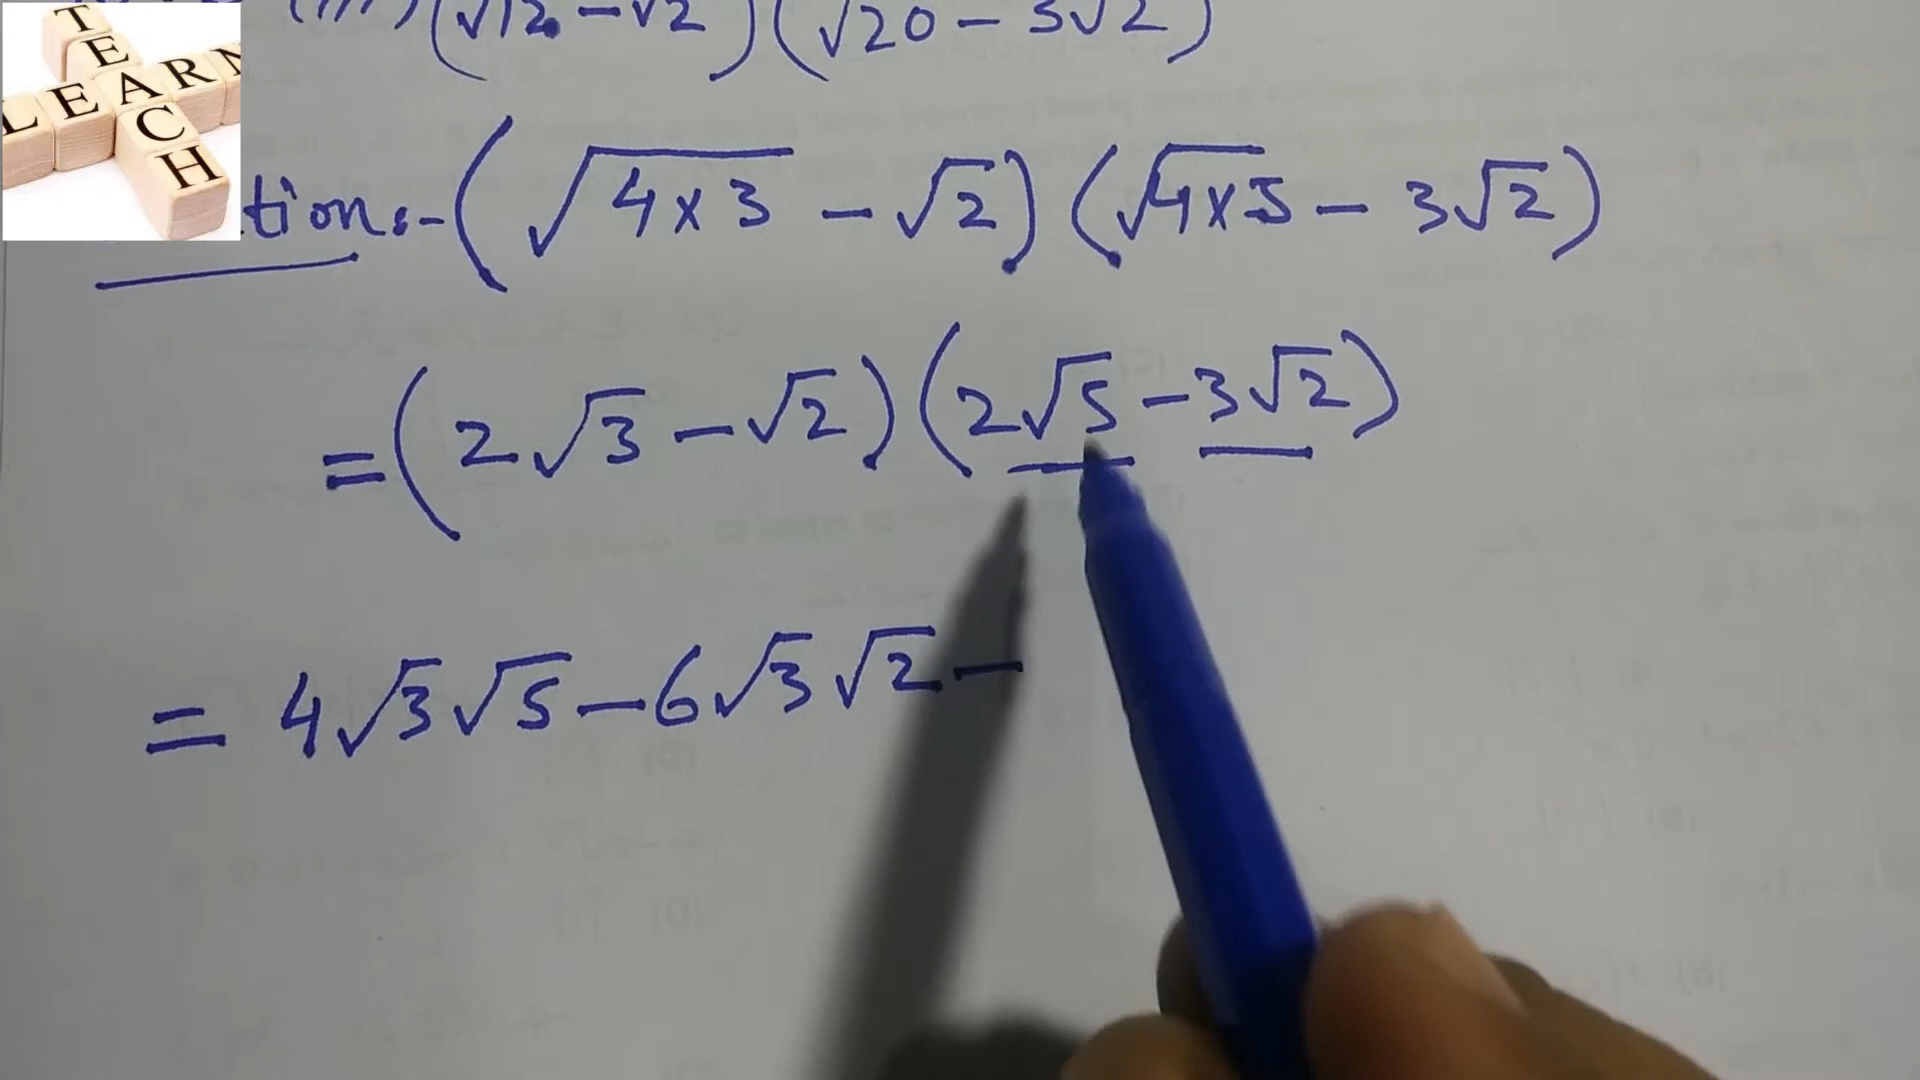 (iii) (√12 - √2) (√20 - 3√2)
TEACH
LEARN
tion:- (√4×3 - √2) (√4×5 - 3√2)
= (2√3 - √2) (2√5 - 3√2)
= 4√3√5 - 6√3√2 -